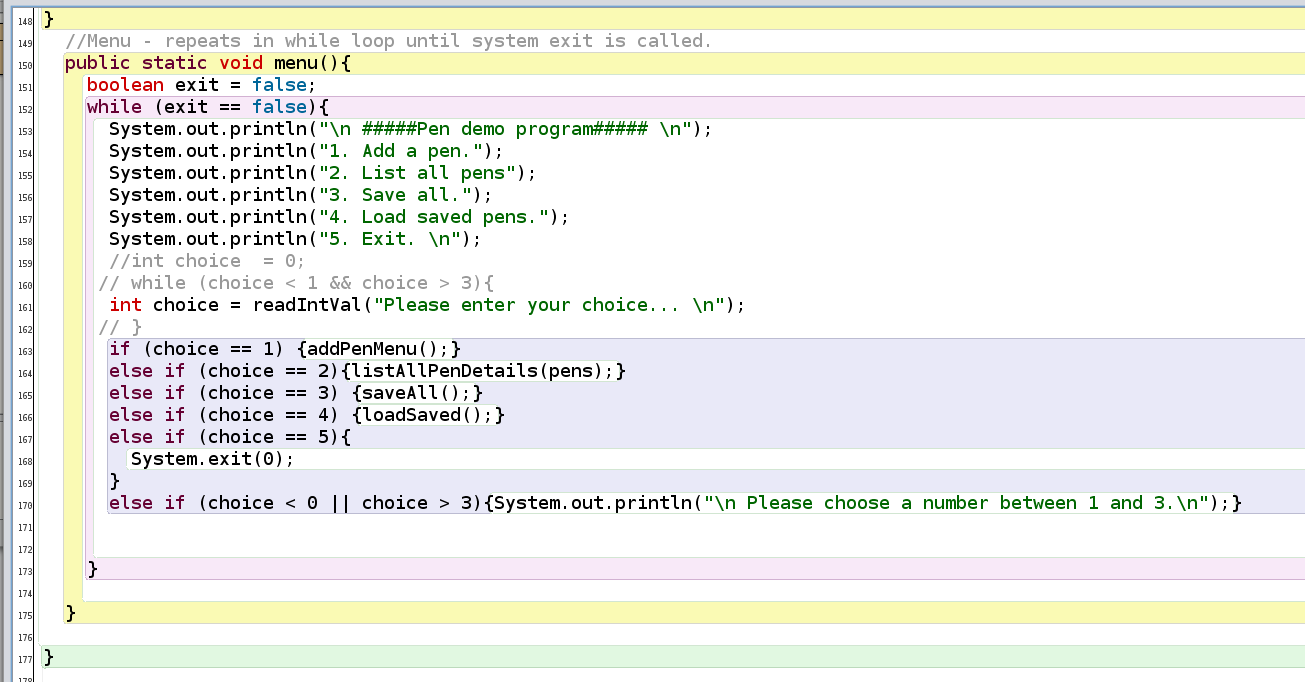 148 }
149 //Menu - repeats in while loop until system exit is called.
150 public static void menu(){
151 boolean exit = false;
152 while (exit == false){
153 System.out.println("\n #####Pen demo program##### \n");
154 System.out.println("1. Add a pen.");
155 System.out.println("2. List all pens");
156 System.out.println("3. Save all.");
157 System.out.println("4. Load saved pens.");
158 System.out.println("5. Exit. \n");
159 //int choice  = 0;
160 // while (choice < 1 && choice > 3){
161 int choice = readIntVal("Please enter your choice... \n");
162 // }
163 if (choice == 1) {addPenMenu();}
164 else if (choice == 2){listAllPenDetails(pens);}
165 else if (choice == 3) {saveAll();}
166 else if (choice == 4) {loadSaved();}
167 else if (choice == 5){
168 System.exit(0);
169 }
170 else if (choice < 0 || choice > 3){System.out.println("\n Please choose a number between 1 and 3.\n");}
171
172
173 }
174
175 }
176
177 }
178